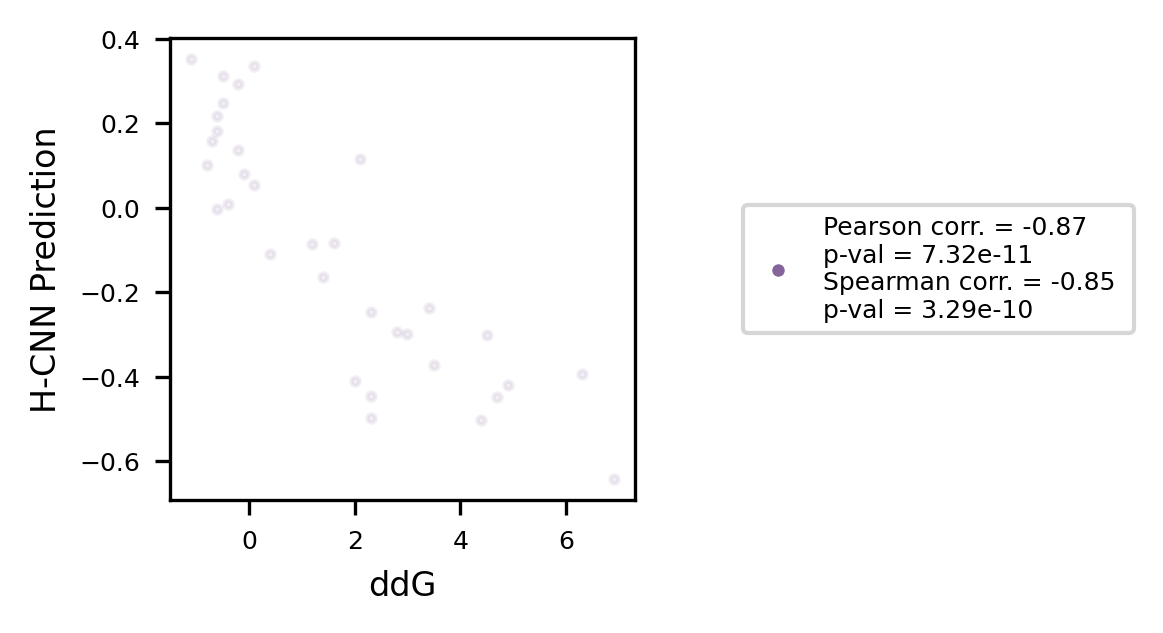 0.4
0.2
0.0
−0.2
−0.4
−0.6
H-CNN Prediction
0 2 4 6
ddG
Pearson corr. = -0.87
p-val = 7.32e-11
Spearman corr. = -0.85
p-val = 3.29e-10